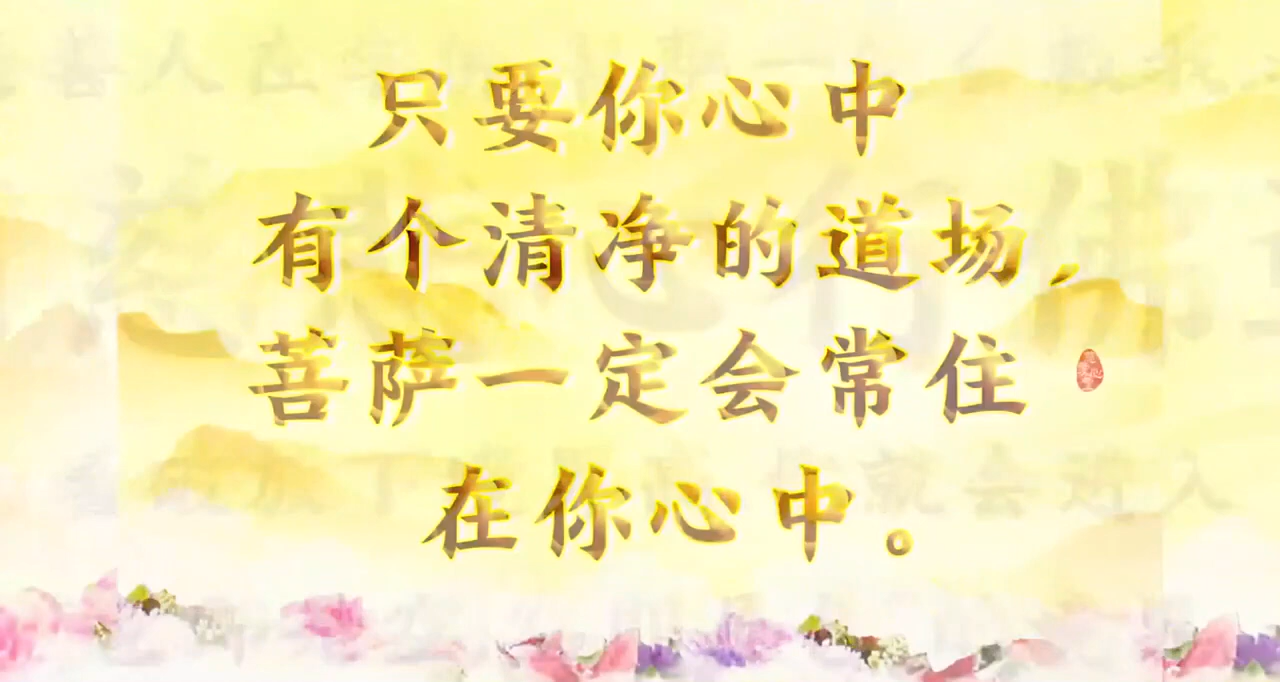 只要你心中
有个清净的道场，
菩萨一定会常住
在你心中。